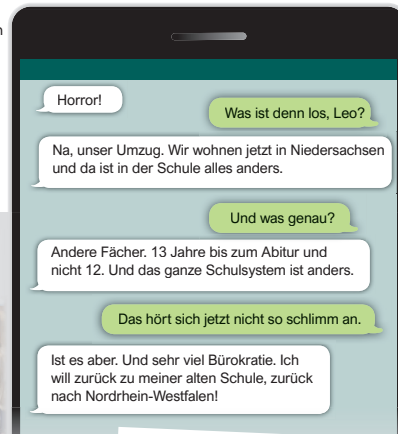 n
Horror!
Was ist denn los, Leo?
Na, unser Umzug. Wir wohnen jetzt in Niedersachsen
und da ist in der Schule alles anders.
Und was genau?
Andere Fächer. 13 Jahre bis zum Abitur und
nicht 12. Und das ganze Schulsystem ist anders.
Das hört sich jetzt nicht so schlimm an.
Ist es aber. Und sehr viel Bürokratie. Ich
will zurück zu meiner alten Schule, zurück
nach Nordrhein-Westfalen!